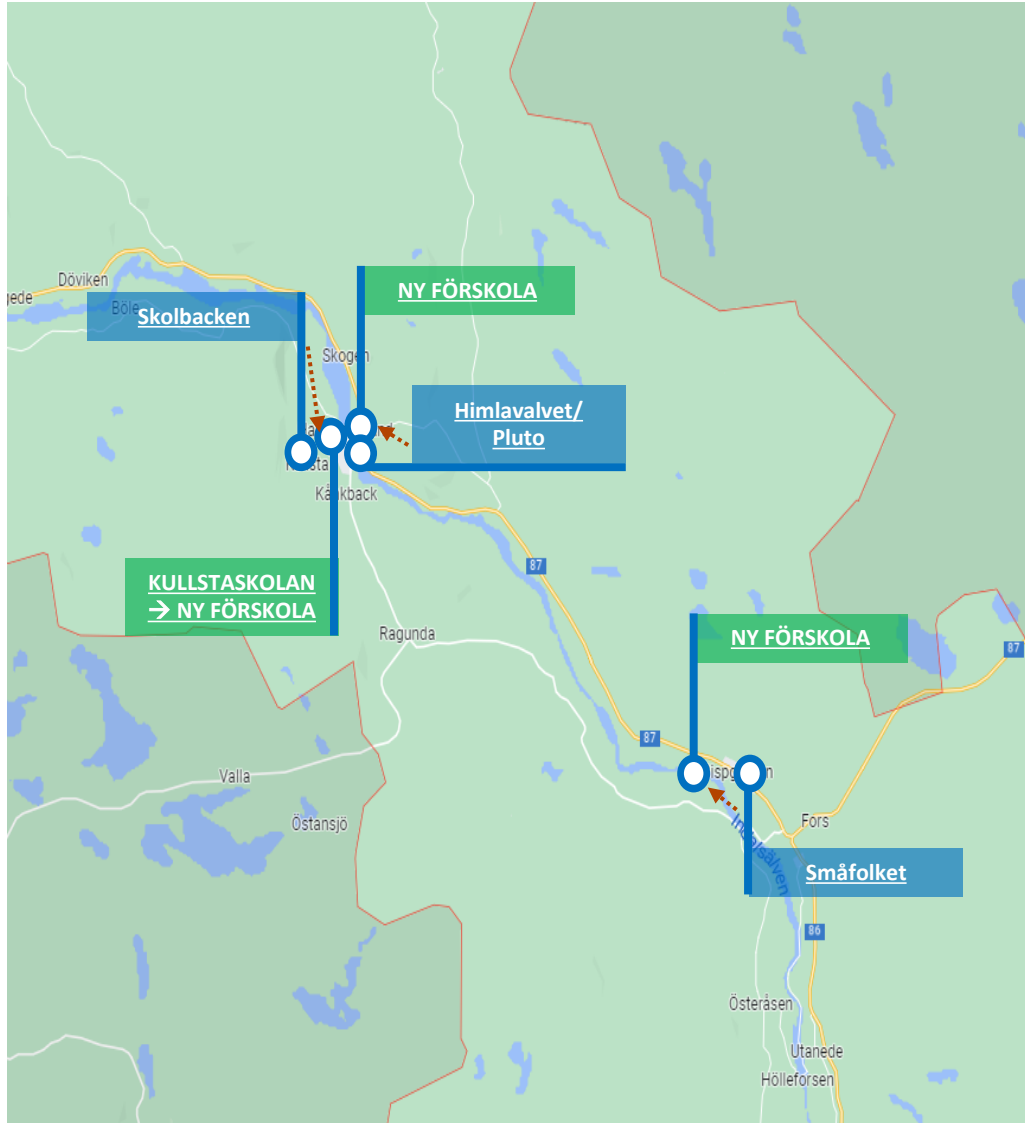 Döviken
Böle
Skolbacken
NY FÖRSKOLA
Skogen
Himlavalvet/
Pluto
KULLSTASKOLAN
→ NY FÖRSKOLA
87
Ragunda
NY FÖRSKOLA
87
87
Valla
Östansjö
Fors
Indalsälven
Småfolket
86
Österåsen
Utanede
Hölleforsen